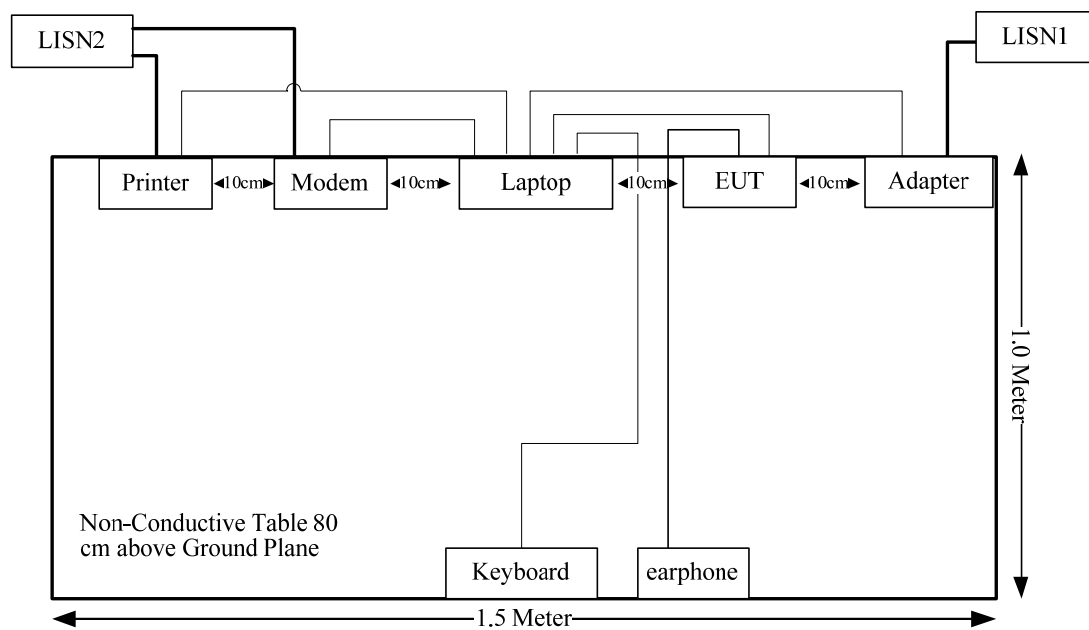 LISN2
LISN1
Printer
10cm
Modem
10cm
Laptop
10cm
EUT
10cm
Adapter
1.0 Meter
Non-Conductive Table 80
cm above Ground Plane
Keyboard
earphone
1.5 Meter